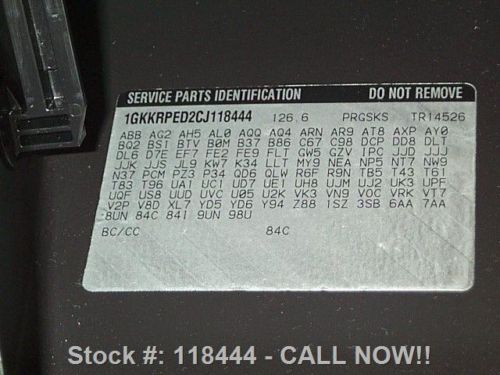 SERVICE PARTS IDENTIFICATION DO NOT REMOVE
1GKKRPED2CJ118444 126.6 PRGSKS TR14526
ABB AG2 AH5 AL0 AQQ AQ4 ARN AR9 AT8 AXP AY0
BQ2 BS1 BTV B0M B37 B86 C67 C98 DCP DD8 DLT
DL6 D7E EF7 FE2 FE9 FLT GW5 GZV IPC JJD JJJ
JJK JJS JL9 KW7 K34 LLT MY9 NEA NP5 NT7 NW9
N37 PCM PZ3 P34 QD6 QLW R6F R9N TB5 T43 T61
T83 T96 UA1 UC1 UD7 UE1 UH8 UJM UJ2 UK3 UPF
UQF US8 UUD UVC U05 U2K VK3 VN9 VOC VRK VT7
V2P V8D XL7 YD5 YD6 Y94 Z88 1SZ 3SB 6AA 7AA
8UN 84C 841 9UN 98U
BC/CC 84C
Stock #: 118444 - CALL NOW!!